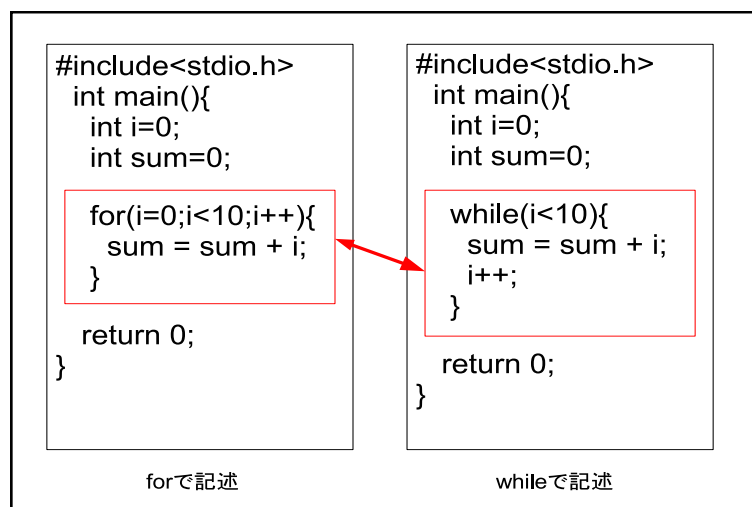 #include<stdio.h>
int main(){
int i=0;
int sum=0;
for(i=0;i<10;i++){
sum = sum + i;
}
return 0;
}
forで記述
#include<stdio.h>
int main(){
int i=0;
int sum=0;
while(i<10){
sum = sum + i;
i++;
}
return 0;
}
whileで記述